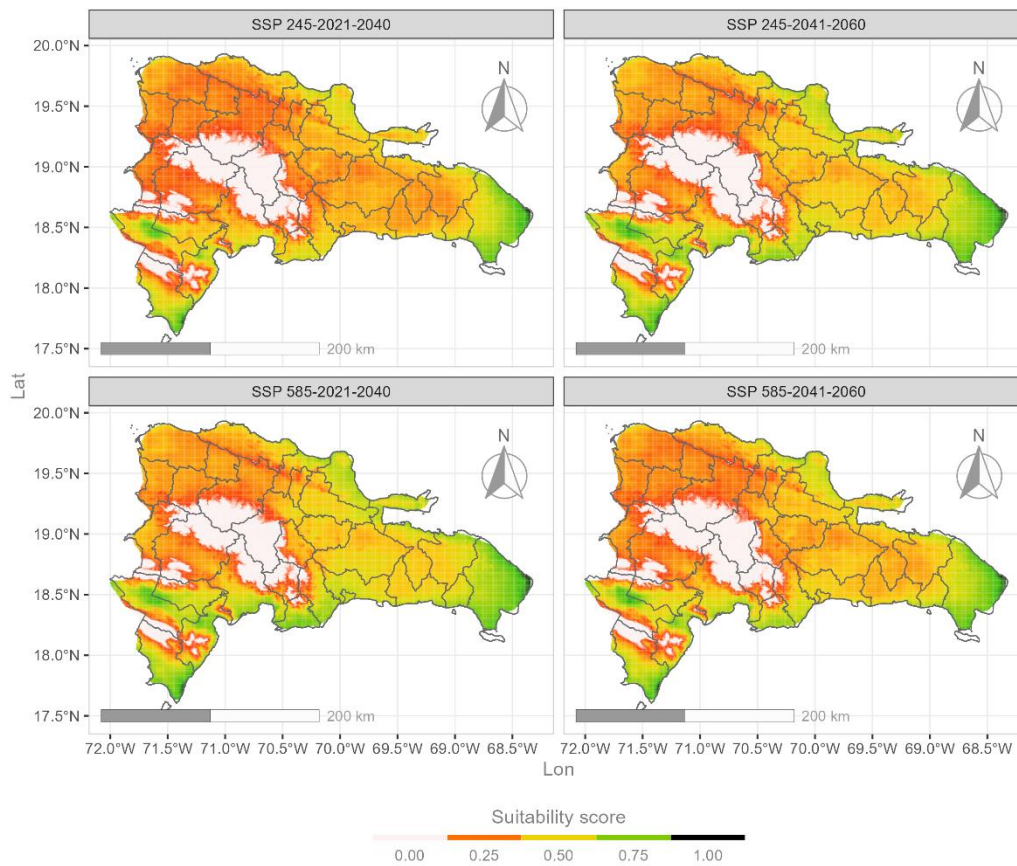 SSP 245-2021-2040
SSP 245-2041-2060
20.0°N
19.5°N
19.0°N
18.5°N
18.0°N
17.5°N
N
N
200 km
200 km
Lat
SSP 585-2021-2040
SSP 585-2041-2060
20.0°N
19.5°N
19.0°N
18.5°N
18.0°N
17.5°N
N
N
200 km
200 km
72.0°W 71.5°W 71.0°W 70.5°W 70.0°W 69.5°W 69.0°W 68.5°W
72.0°W 71.5°W 71.0°W 70.5°W 70.0°W 69.5°W 69.0°W 68.5°W
Lon
Suitability score
0.00 0.25 0.50 0.75 1.00